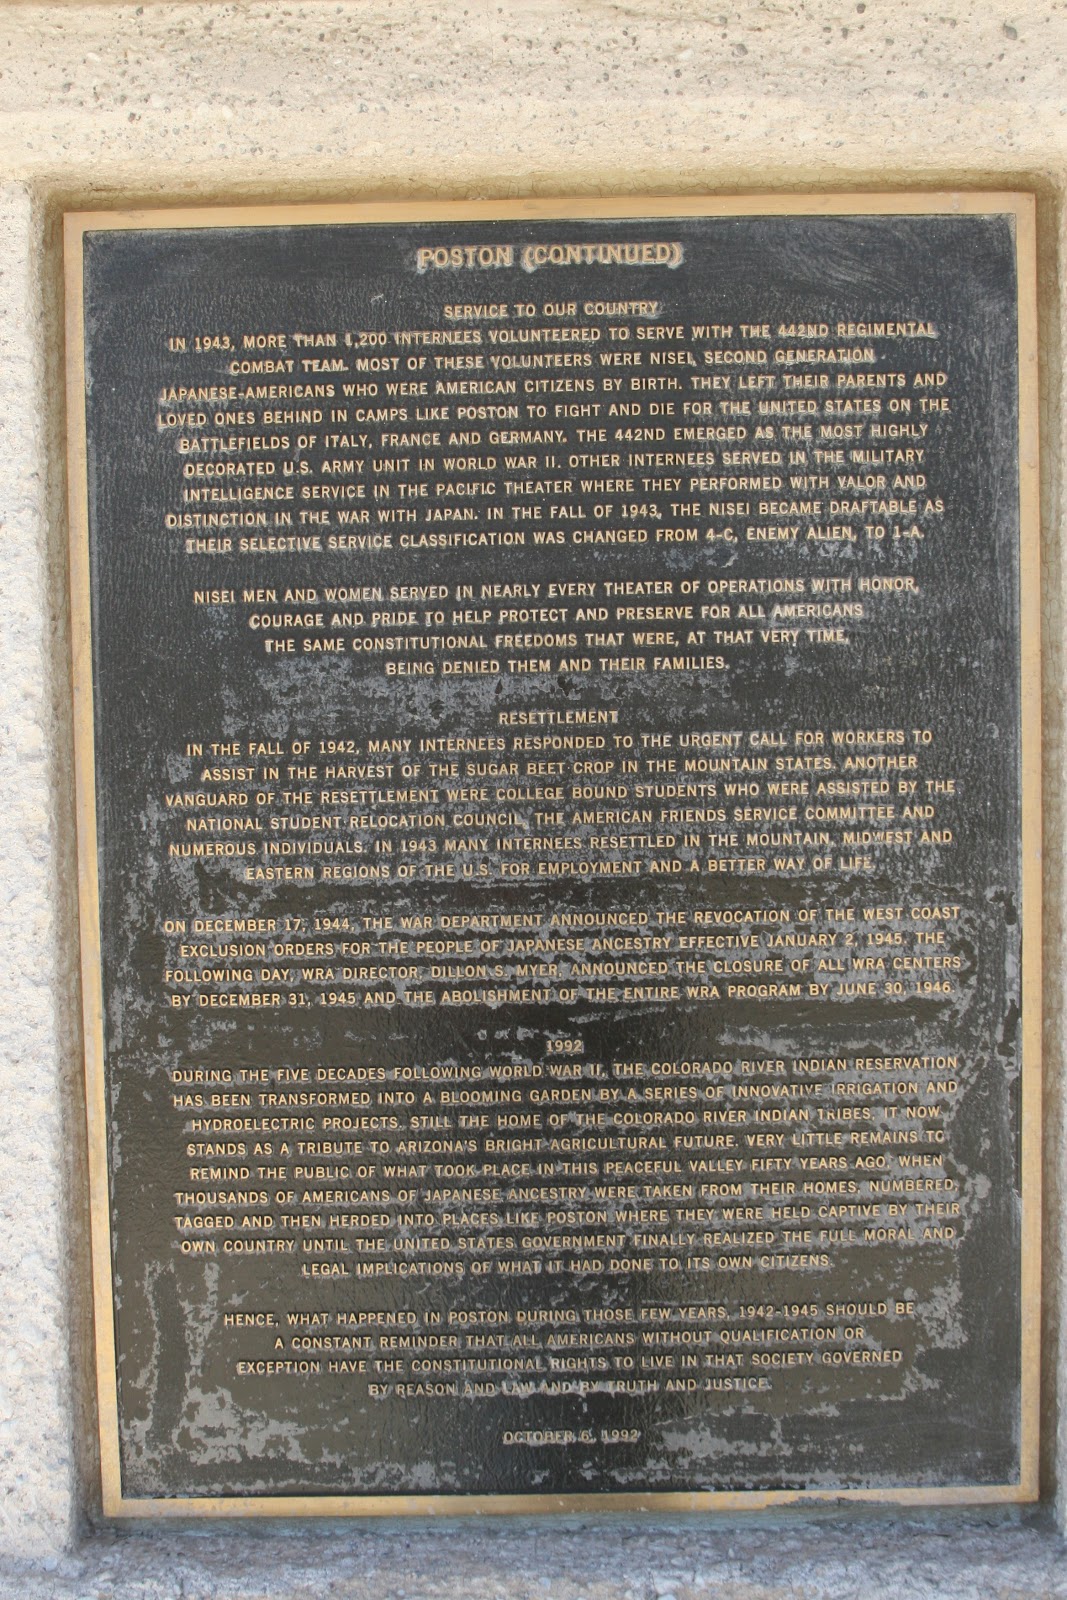 POSTON (CONTINUED)
SERVICE TO OUR COUNTRY
IN 1943, MORE THAN 1,200 INTERNEES VOLUNTEERED TO SERVE WITH THE 442ND REGIMENTAL
COMBAT TEAM. MOST OF THESE VOLUNTEERS WERE NISEI, SECOND GENERATION
JAPANESE-AMERICANS WHO WERE AMERICAN CITIZENS BY BIRTH. THEY LEFT THEIR PARENTS AND
LOVED ONES BEHIND IN CAMPS LIKE POSTON TO FIGHT AND DIE FOR THE UNITED STATES ON THE
BATTLEFIELDS OF ITALY, FRANCE AND GERMANY. THE 442ND EMERGED AS THE MOST HIGHLY
DECORATED U.S. ARMY UNIT IN WORLD WAR II. OTHER INTERNEES SERVED IN THE MILITARY
INTELLIGENCE SERVICE IN THE PACIFIC THEATER WHERE THEY PERFORMED WITH VALOR AND
DISTINCTION IN THE WAR WITH JAPAN. IN THE FALL OF 1943, THE NISEI BECAME DRAFTABLE AS
THEIR SELECTIVE SERVICE CLASSIFICATION WAS CHANGED FROM 4-C, ENEMY ALIEN, TO 1-A.
NISEI MEN AND WOMEN SERVED IN NEARLY EVERY THEATER OF OPERATIONS WITH HONOR,
COURAGE AND PRIDE TO HELP PROTECT AND PRESERVE FOR ALL AMERICANS
THE SAME CONSTITUTIONAL FREEDOMS THAT WERE, AT THAT VERY TIME,
BEING DENIED THEM AND THEIR FAMILIES.
RESETTLEMENT
IN THE FALL OF 1942, MANY INTERNEES RESPONDED TO THE URGENT CALL FOR WORKERS TO
ASSIST IN THE HARVEST OF THE SUGAR BEET CROP IN THE MOUNTAIN STATES. ANOTHER
VANGUARD OF THE RESETTLEMENT WERE COLLEGE BOUND STUDENTS WHO WERE ASSISTED BY THE
NATIONAL STUDENT RELOCATION COUNCIL, THE AMERICAN FRIENDS SERVICE COMMITTEE AND
NUMEROUS INDIVIDUALS. IN 1943 MANY INTERNEES RESETTLED IN THE MOUNTAIN, MIDWEST AND
EASTERN REGIONS OF THE U.S. FOR EMPLOYMENT AND A BETTER WAY OF LIFE.
ON DECEMBER 17, 1944, THE WAR DEPARTMENT ANNOUNCED THE REVOCATION OF THE WEST COAST
EXCLUSION ORDERS FOR THE PEOPLE OF JAPANESE ANCESTRY EFFECTIVE JANUARY 2, 1945. THE
FOLLOWING DAY, WRA DIRECTOR, DILLON S. MYER, ANNOUNCED THE CLOSURE OF ALL WRA CENTERS
BY DECEMBER 31, 1945 AND THE ABOLISHMENT OF THE ENTIRE WRA PROGRAM BY JUNE 30, 1946.
1992
DURING THE FIVE DECADES FOLLOWING WORLD WAR II, THE COLORADO RIVER INDIAN RESERVATION
HAS BEEN TRANSFORMED INTO A BLOOMING GARDEN BY A SERIES OF INNOVATIVE IRRIGATION AND
HYDROELECTRIC PROJECTS. STILL THE HOME OF THE COLORADO RIVER INDIAN TRIBES, IT NOW
STANDS AS A TRIBUTE TO ARIZONA'S BRIGHT AGRICULTURAL FUTURE. VERY LITTLE REMAINS TO
REMIND THE PUBLIC OF WHAT TOOK PLACE IN THIS PEACEFUL VALLEY FIFTY YEARS AGO, WHEN
THOUSANDS OF AMERICANS OF JAPANESE ANCESTRY WERE TAKEN FROM THEIR HOMES, NUMBERED,
TAGGED AND THEN HERDED INTO PLACES LIKE POSTON WHERE THEY WERE HELD CAPTIVE BY THEIR
OWN COUNTRY UNTIL THE UNITED STATES GOVERNMENT FINALLY REALIZED THE FULL MORAL AND
LEGAL IMPLICATIONS OF WHAT IT HAD DONE TO ITS OWN CITIZENS.
HENCE, WHAT HAPPENED IN POSTON DURING THOSE FEW YEARS, 1942-1945 SHOULD BE
A CONSTANT REMINDER THAT ALL AMERICANS WITHOUT QUALIFICATION OR
EXCEPTION HAVE THE CONSTITUTIONAL RIGHTS TO LIVE IN THAT SOCIETY GOVERNED
BY REASON AND LAW AND BY TRUTH AND JUSTICE.
OCTOBER 6, 1992